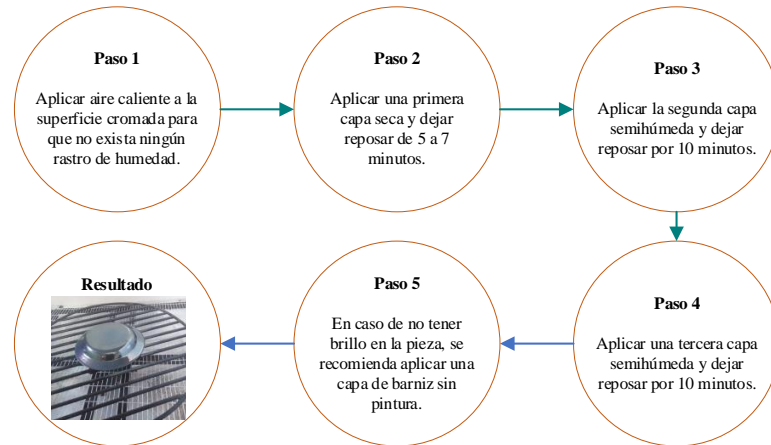 Paso 1
Aplicar aire caliente a la
superficie cromada para
que no exista ningún
rastro de humedad.
Paso 2
Aplicar una primera
capa seca y dejar
reposar de 5 a 7
minutos.
Paso 3
Aplicar la segunda capa
semihúmeda y dejar
reposar por 10 minutos.
Paso 4
Aplicar una tercera capa
semihúmeda y dejar
reposar por 10 minutos.
Paso 5
En caso de no tener
brillo en la pieza, se
recomienda aplicar una
capa de barniz sin
pintura.
Resultado